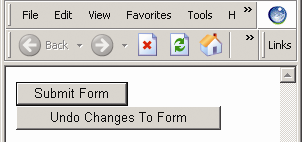 File Edit View Favorites Tools H »
Back » Links
Submit Form
Undo Changes To Form